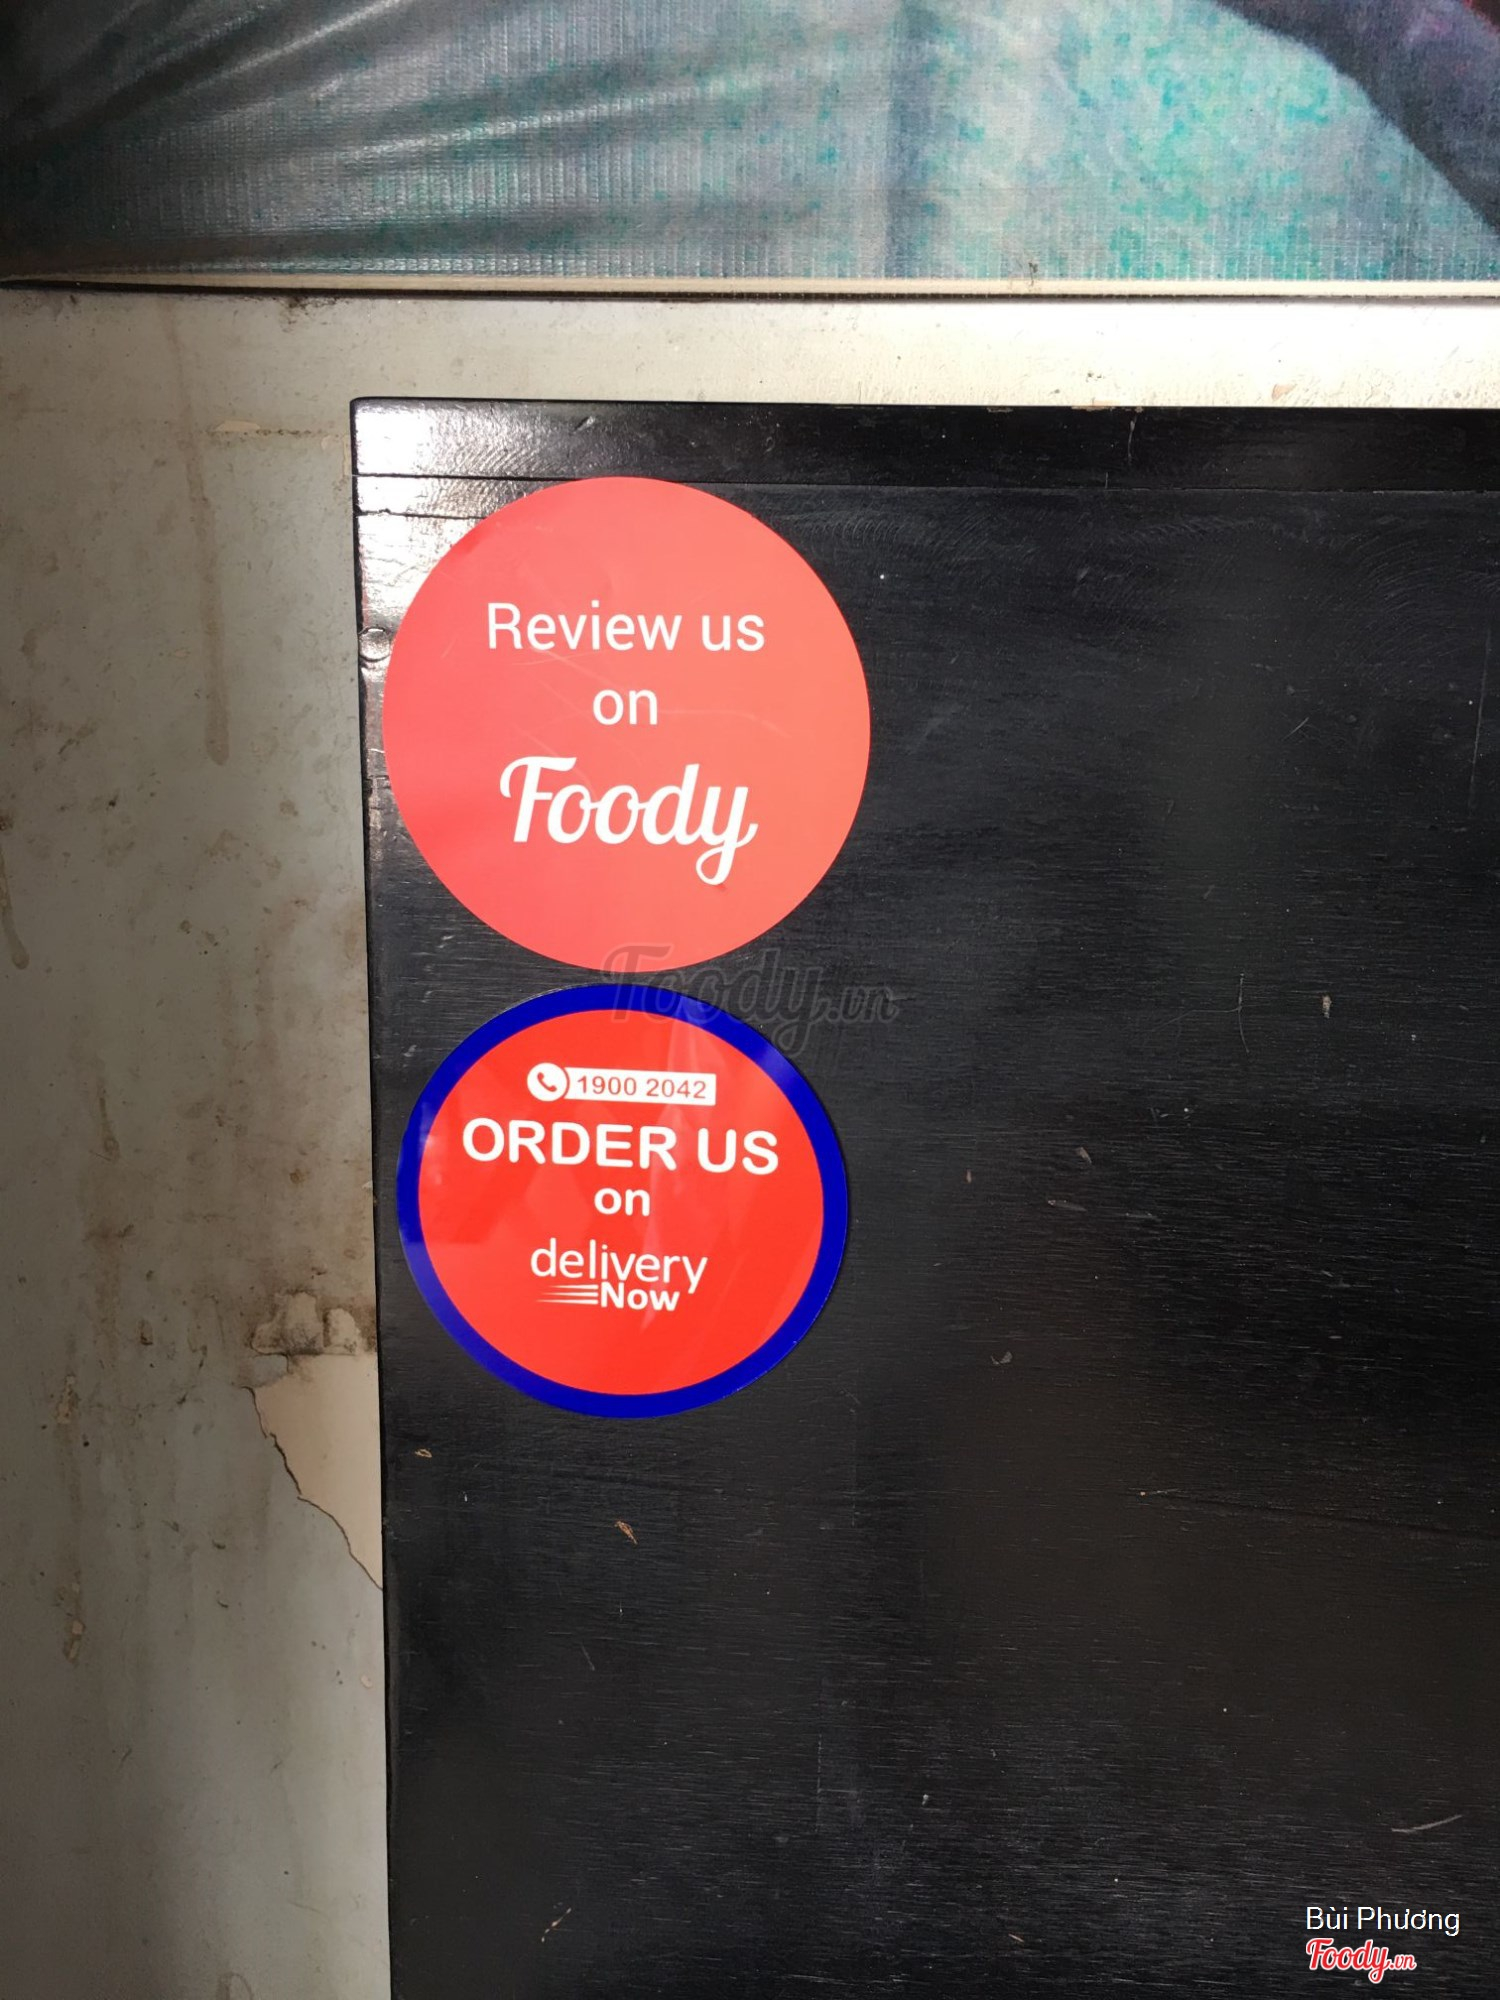 Review us
on
Foody
Foody.vn
1900 2042
ORDER US
on
delivery
Now
Bùi Phương
Foody.vn